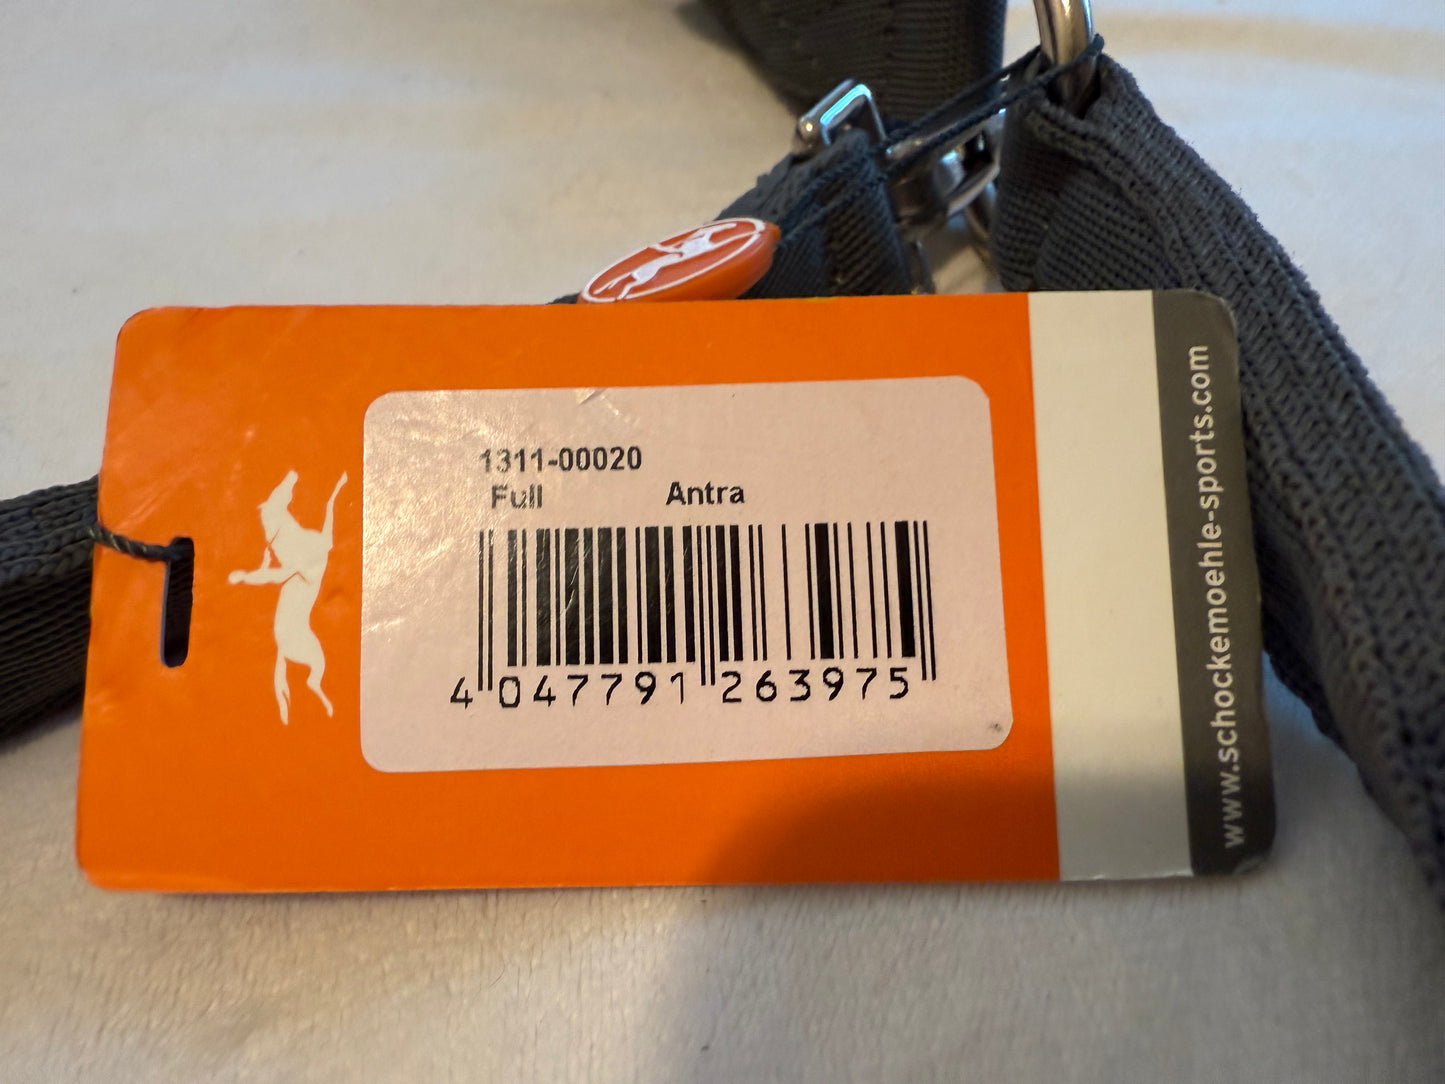 1311-00020
Full Antra
4 047791 263975
www.schockemoehle-sports.com